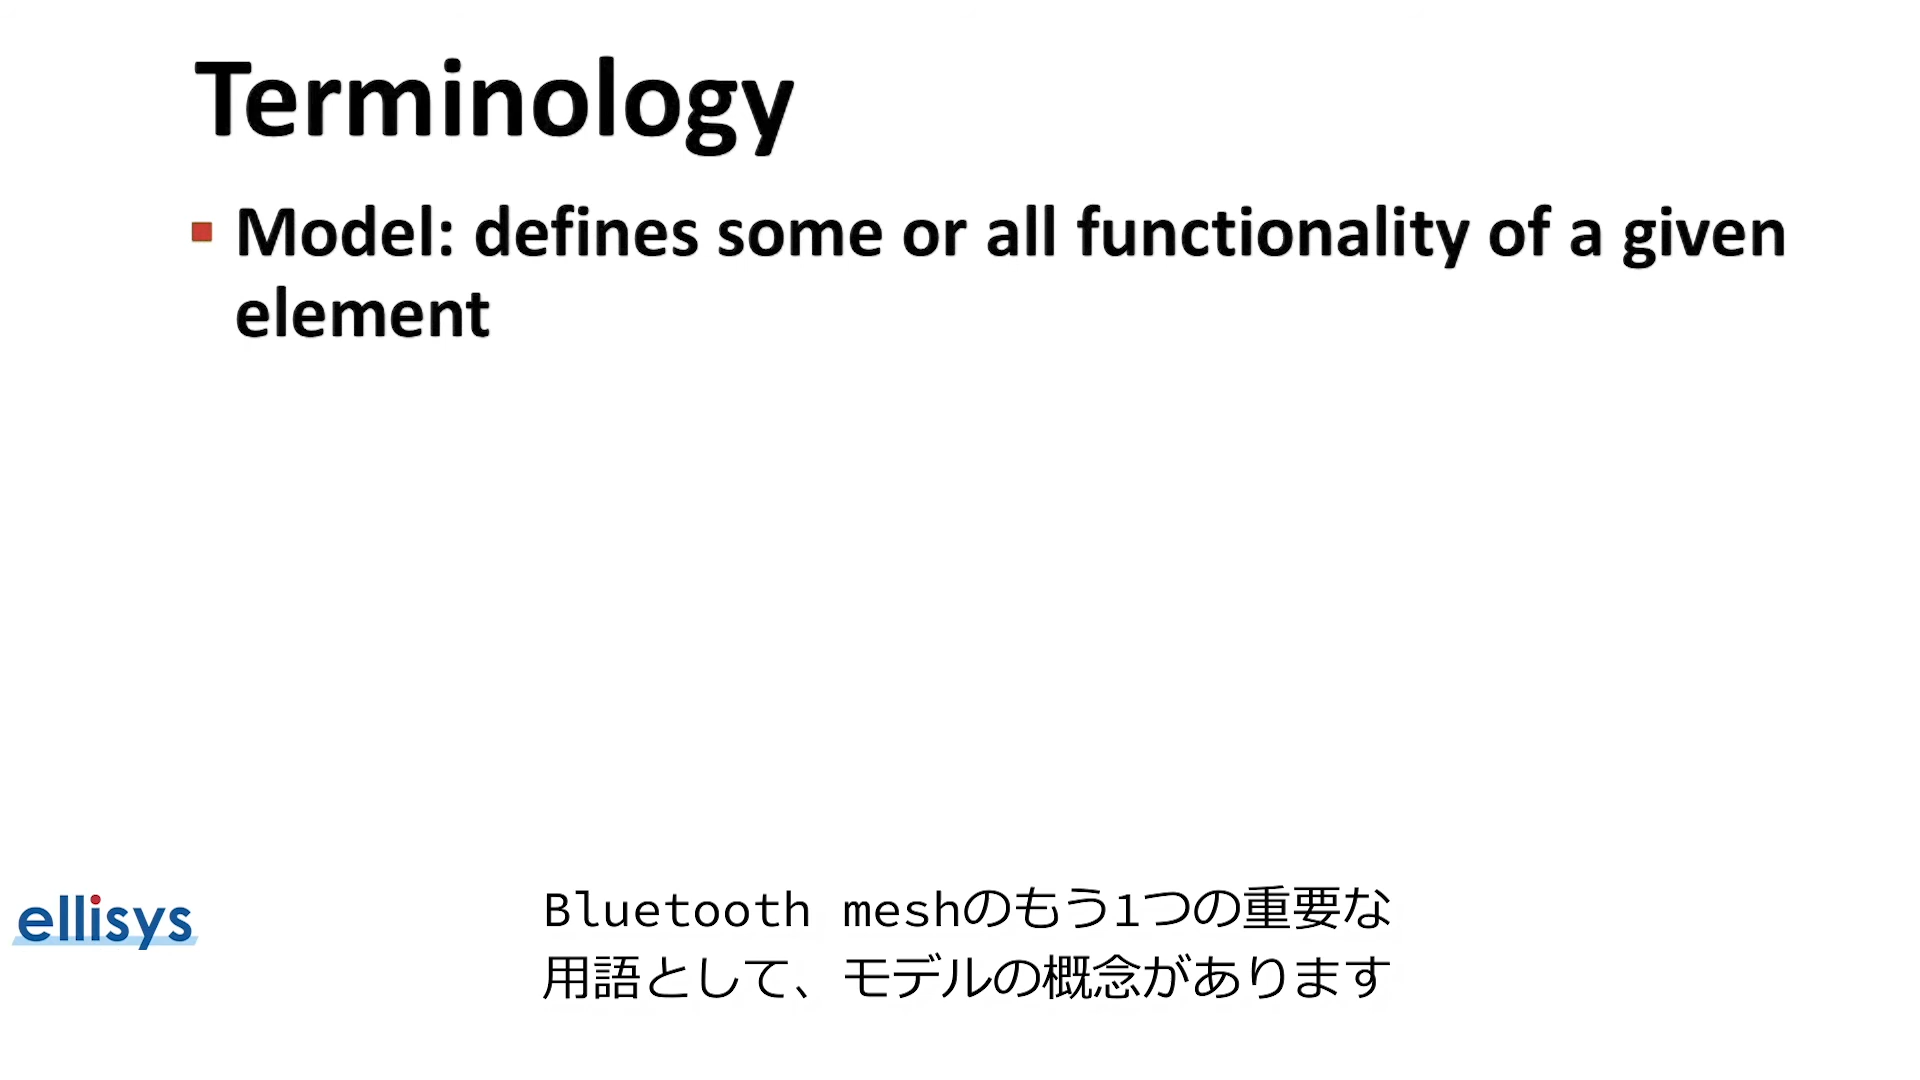 Terminology
Model: defines some or all functionality of a given
element
ellisys
Bluetooth meshのもう1つの重要な
用語として、モデルの概念があります